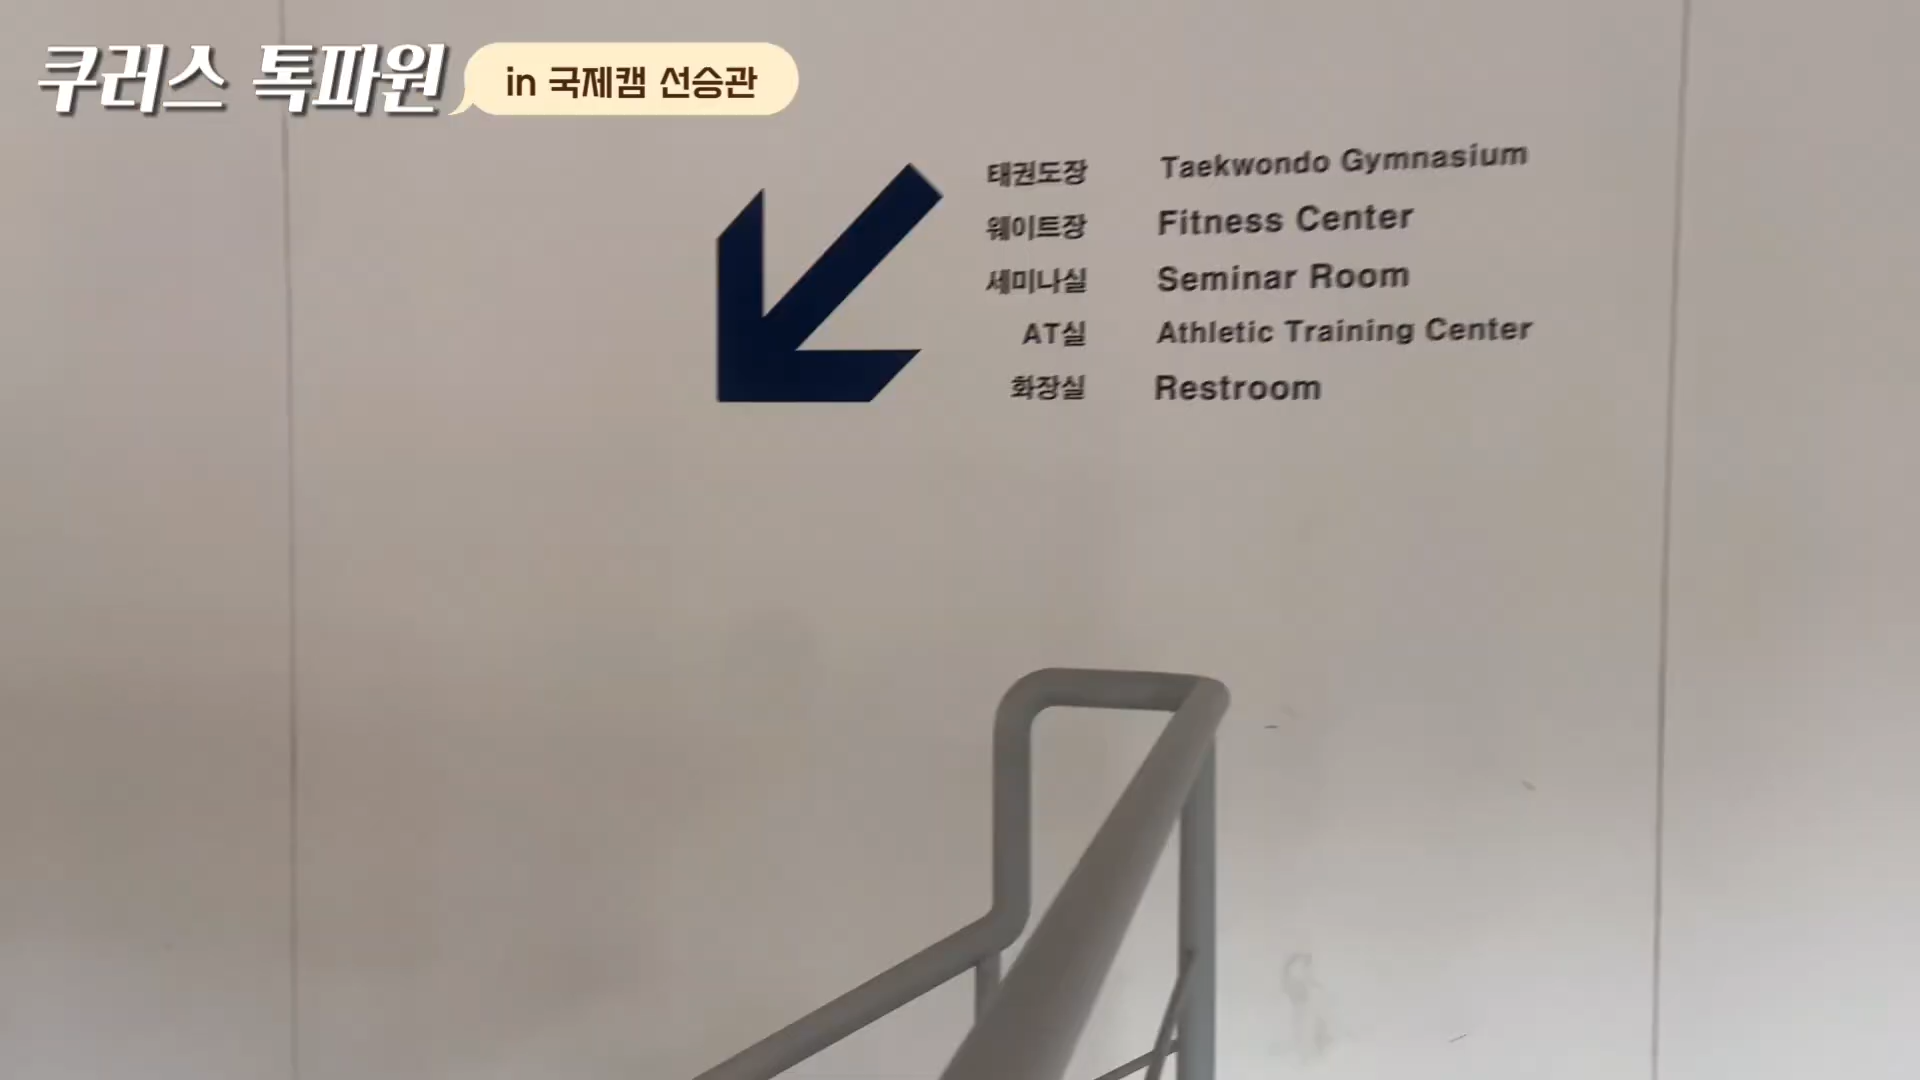 쿠러스 톡파원 in 국제캠 선승관
태권도장 Taekwondo Gymnasium
웨이트장 Fitness Center
세미나실 Seminar Room
AT실 Athletic Training Center
화장실 Restroom